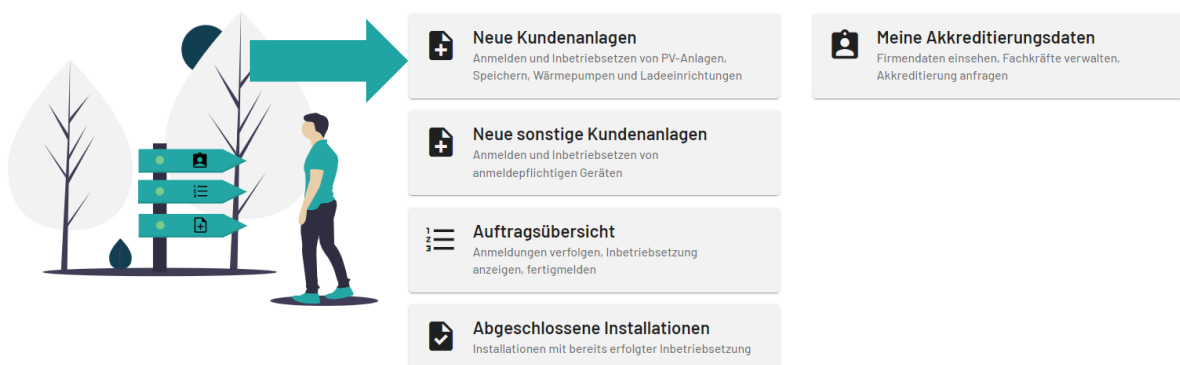 Neue Kundenanlagen
Anmelden und Inbetriebsetzen von PV-Anlagen,
Speichern, Wärmepumpen und Ladeeinrichtungen
Meine Akkreditierungsdaten
Firmendaten einsehen, Fachkräfte verwalten,
Akkreditierung anfragen
Neue sonstige Kundenanlagen
Anmelden und Inbetriebsetzen von
anmeldepflichtigen Geräten
Auftragsübersicht
Anmeldungen verfolgen, Inbetriebsetzung
anzeigen, fertigmelden
Abgeschlossene Installationen
Installationen mit bereits erfolgter Inbetriebsetzung